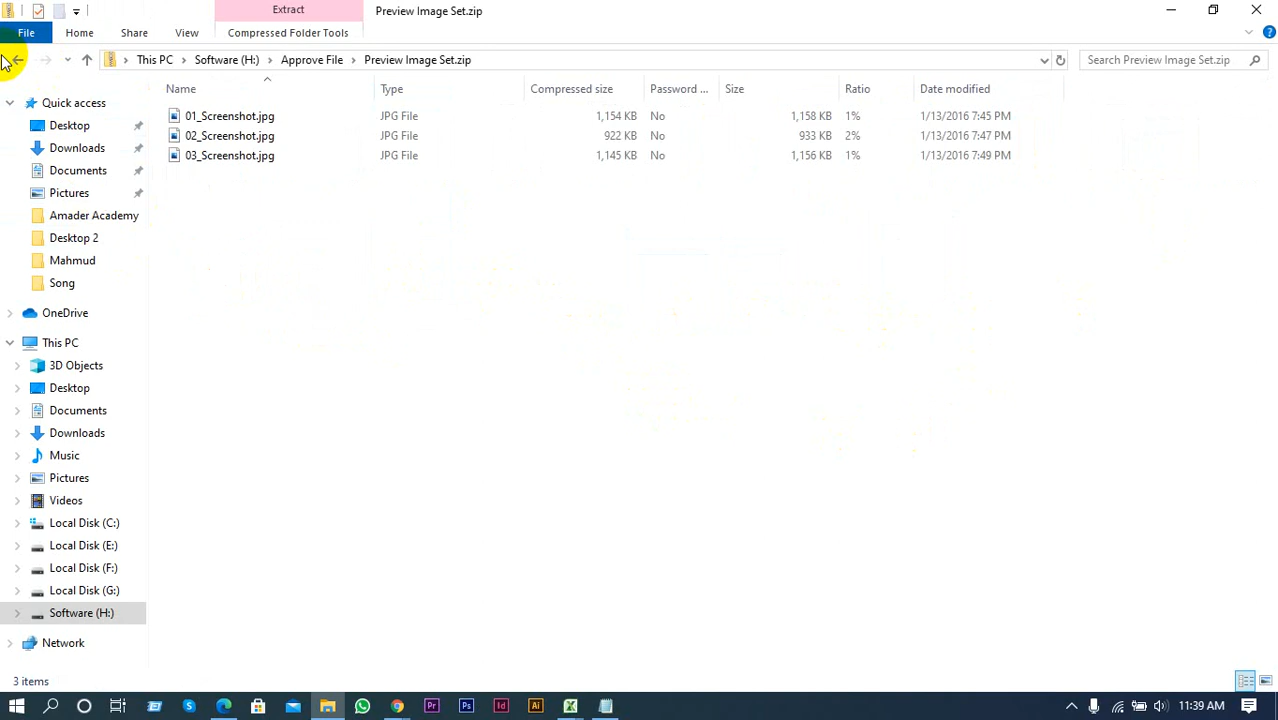 Extract
Preview Image Set.zip
File
Home
Share
View
Compressed Folder Tools
This PC
Software (H:)
Approve File
Preview Image Set.zip
Search Preview Image Set.zip
Name
Type
Compressed size
Password ...
Size
Ratio
Date modified
01_Screenshot.jpg JPG File 1,154 KB No 1,158 KB 1% 1/13/2016 7:45 PM
02_Screenshot.jpg JPG File 922 KB No 933 KB 2% 1/13/2016 7:47 PM
03_Screenshot.jpg JPG File 1,145 KB No 1,156 KB 1% 1/13/2016 7:49 PM
Quick access
Desktop
Downloads
Documents
Pictures
Amader Academy
Desktop 2
Mahmud
Song
OneDrive
This PC
3D Objects
Desktop
Documents
Downloads
Music
Pictures
Videos
Local Disk (C:)
Local Disk (E:)
Local Disk (F:)
Local Disk (G:)
Software (H:)
Network
3 items
Pr
Ps
Id
Ai
11:39 AM